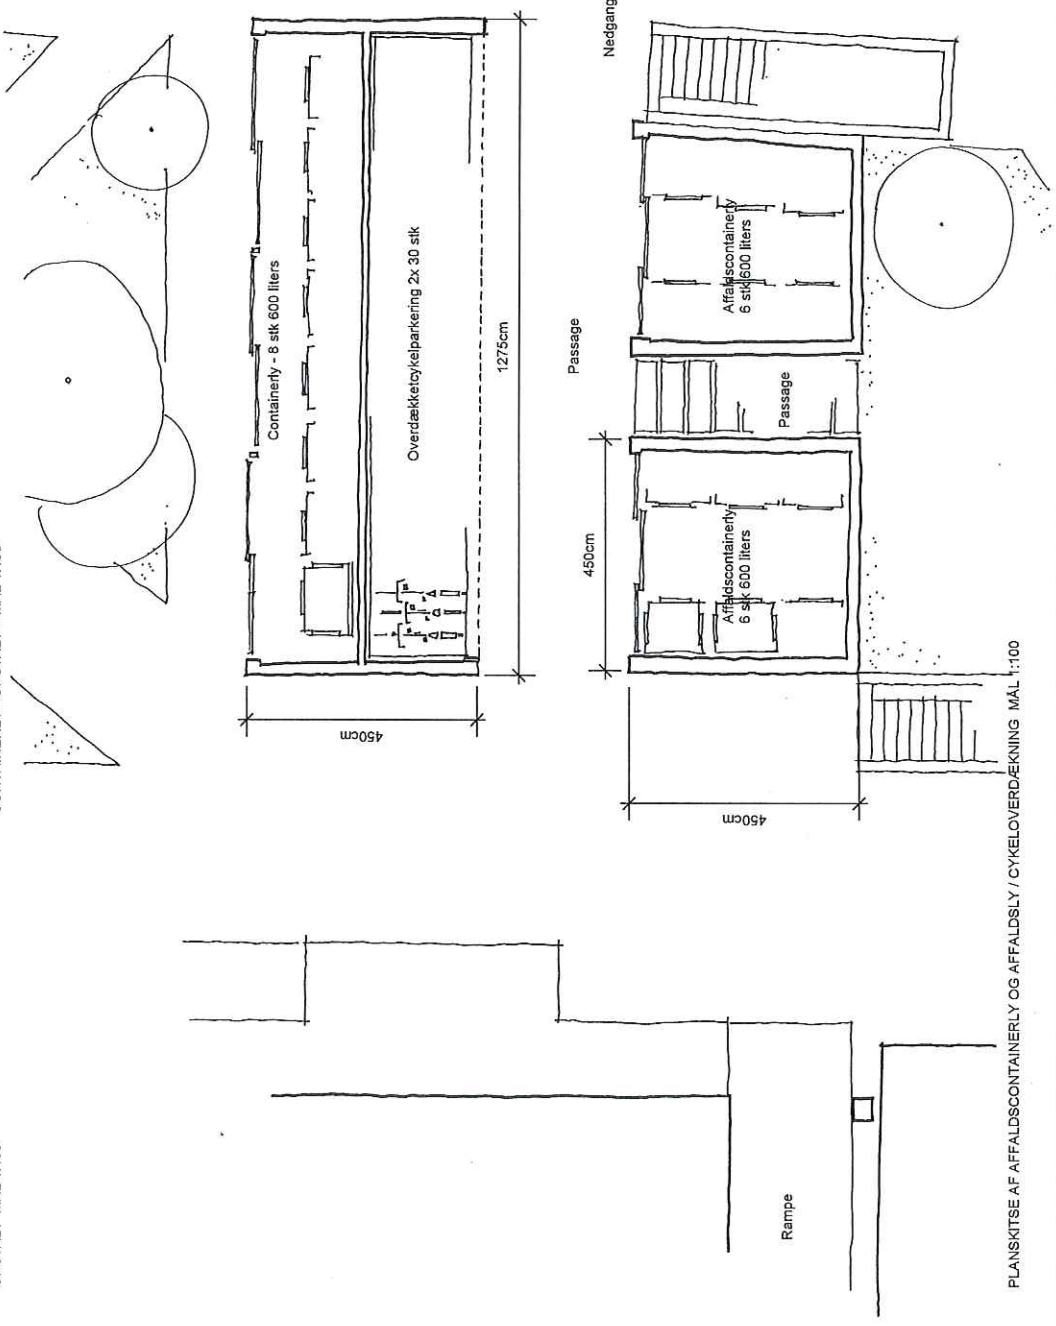 Containerly - 8 stk 600 liters
Overdækketcykelparkering 2x 30 stk
450cm
1275cm
Nedgang
Passage
450cm
Affaldscontainerly
6 stk 600 liters
Passage
Affaldscontainerly
6 stk 600 liters
450cm
Rampe
PLANSKITSE AF AFFALDSCONTAINERLY OG AFFALDSLY / CYKELOVERDÆKNING MÅL 1:100